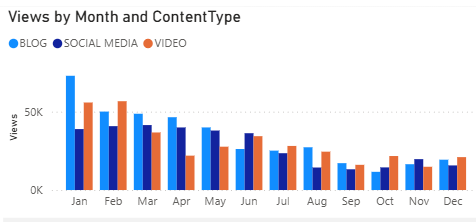 Views by Month and ContentType
BLOG SOCIAL MEDIA VIDEO
Views
50K
0K
Jan Feb Mar Apr May Jun Jul Aug Sep Oct Nov Dec